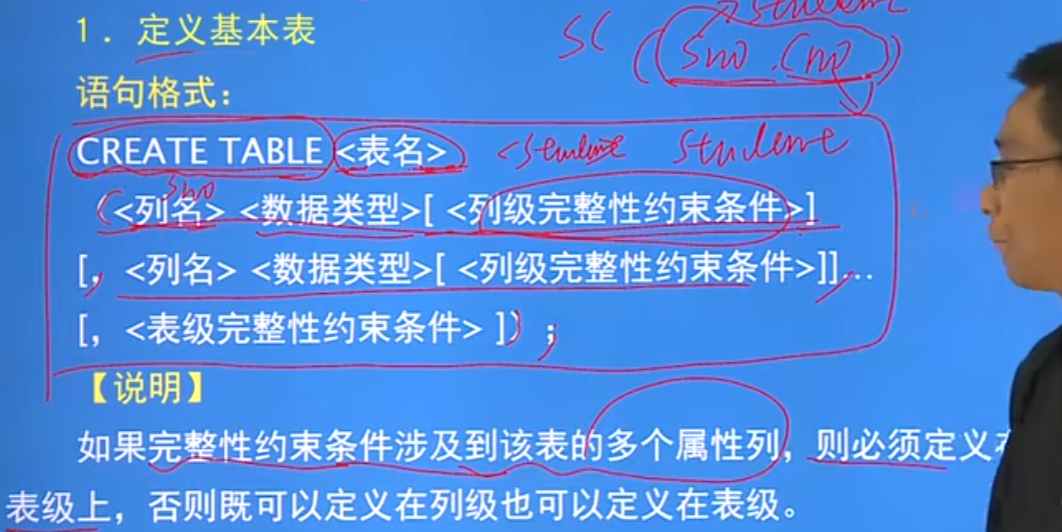 SC ((Sno.Cno))
1．定义基本表
语句格式：
CREATE TABLE <表名> student
Sno
（<列名> <数据类型>[ <列级完整性约束条件>]
[，<列名> <数据类型>[ <列级完整性约束条件>]]，…
[，<表级完整性约束条件> ]）；
【说明】
如果完整性约束条件涉及到该表的多个属性列，则必须定义
表级上，否则既可以定义在列级也可以定义在表级。